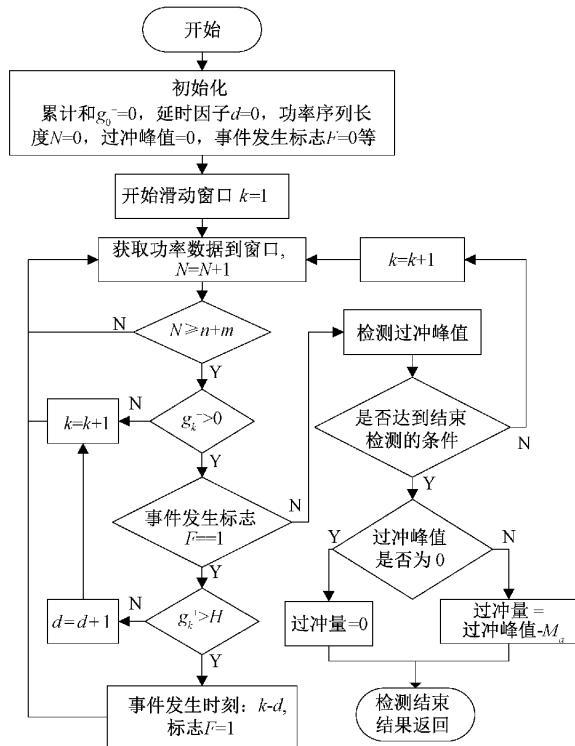 开始
初始化
累计和g₀⁻=0，延时因子d=0，功率序列长
度N=0，过冲峰值=0，事件发生标志F=0等
开始滑动窗口 k=1
获取功率数据到窗口,
N=N+1
k=k+1
N
N≥n+m
Y
检测过冲峰值
k=k+1
N
gₖ⁻>0
Y
是否达到结束
检测的条件
N
Y
事件发生标志
F==1
N
Y
Y
过冲峰值
是否为 0
N
d=d+1
N
gₖ⁺>H
Y
过冲量=0
过冲量 =
过冲峰值-Mₐ
事件发生时刻：k-d,
标志F=1
检测结束
结果返回